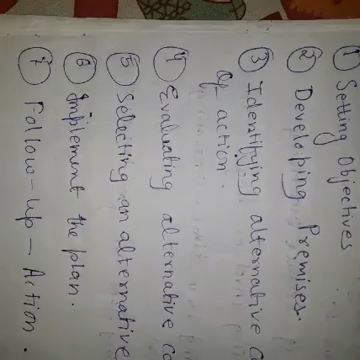 ① Setting Objectives
② Developing Premises.
③ Identifying alternative
of action.
④ Evaluating alternative
⑤ Selecting an alternative
⑥ Implement the plan.
⑦ Follow-up-Action.